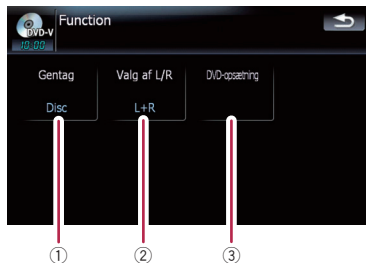 DVD-V
Function
10:00
Gentag
Valg af L/R
DVD-opsætning
Disc
L+R
① ② ③